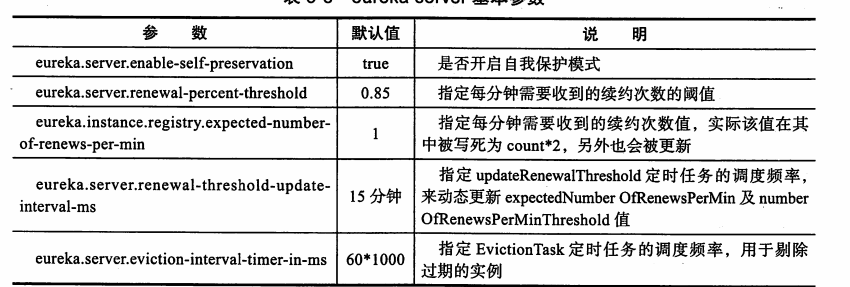 参 数 默认值 说 明
eureka.server.enable-self-preservation true 是否开启自我保护模式
eureka.server.renewal-percent-threshold 0.85 指定每分钟需要收到的续约次数的阈值
eureka.instance.registry.expected-number-
of-renews-per-min
1
指定每分钟需要收到的续约次数值，实际该值在其
中被写死为 count*2，另外也会被更新
eureka.server.renewal-threshold-update-
interval-ms
15 分钟
指定 updateRenewalThreshold 定时任务的调度频率，
来动态更新 expectedNumber OfRenewsPerMin 及 number
OfRenewsPerMinThreshold 值
eureka.server.eviction-interval-timer-in-ms 60*1000
指定 EvictionTask 定时任务的调度频率，用于剔除
过期的实例